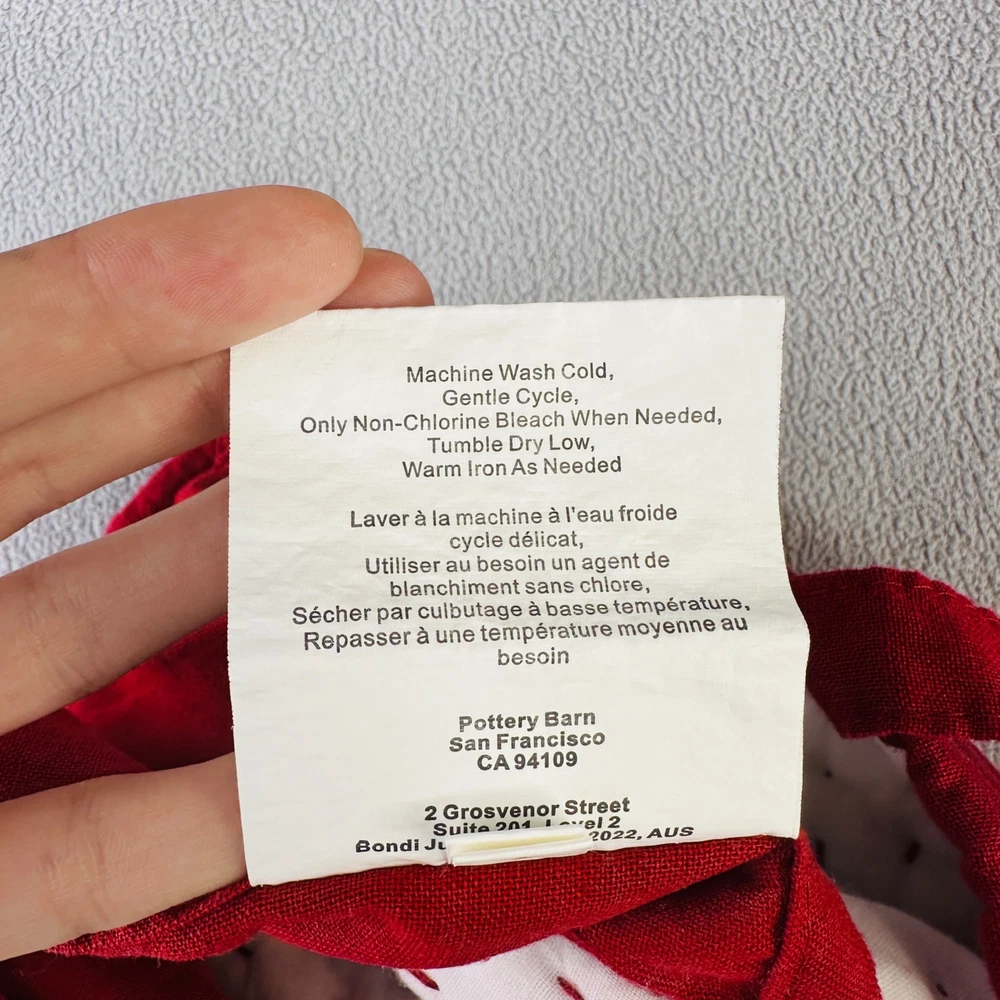 Machine Wash Cold,
Gentle Cycle,
Only Non-Chlorine Bleach When Needed,
Tumble Dry Low,
Warm Iron As Needed
Laver à la machine à l'eau froide
cycle délicat,
Utiliser au besoin un agent de
blanchiment sans chlore,
Sécher par culbutage à basse température,
Repasser à une température moyenne au
besoin
Pottery Barn
San Francisco
CA 94109
2 Grosvenor Street
Suite 201, Level 2
Bondi 2022, AUS